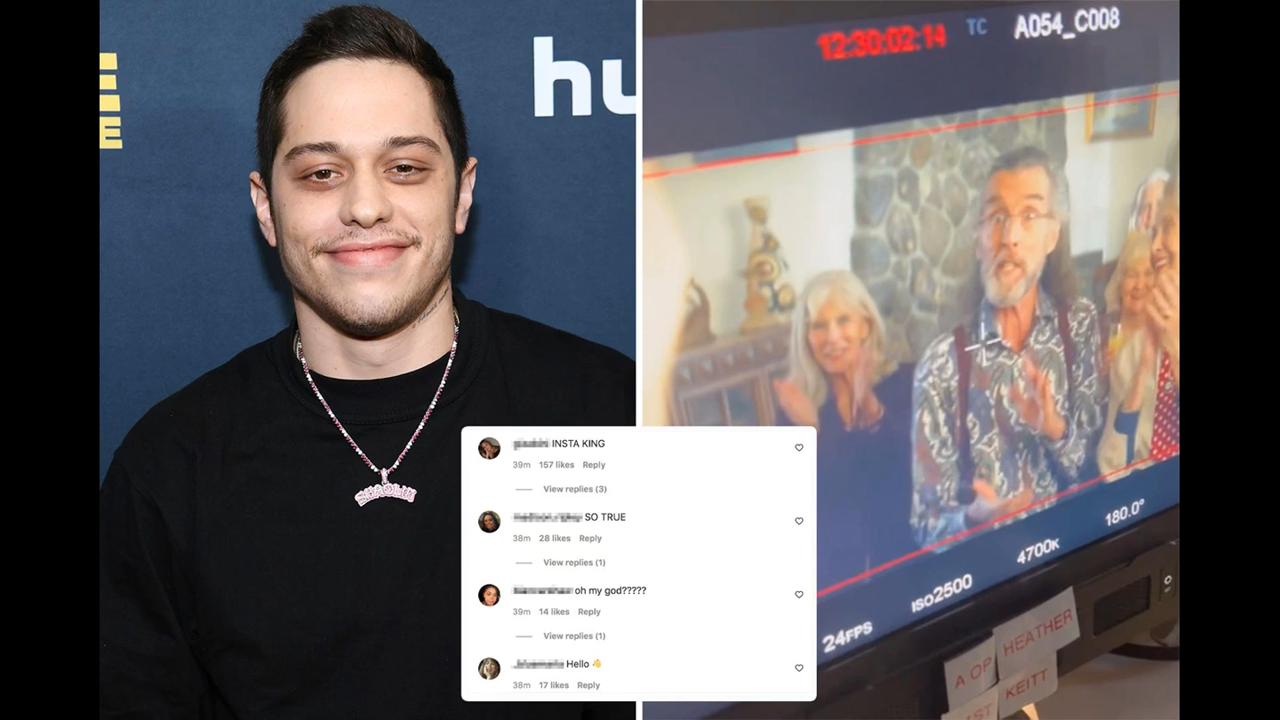 E
E
hu
SHAOLIN
12:30:02:14 TC A054_C008
INSTA KING
39m 157 likes Reply
View replies (3)
SO TRUE
38m 28 likes Reply
View replies (1)
oh my god?????
39m 14 likes Reply
View replies (1)
Hello 👋
38m 17 likes Reply
24FPS ISO2500 4700K 180.0°
A OP HEATHER
1ST KEITT